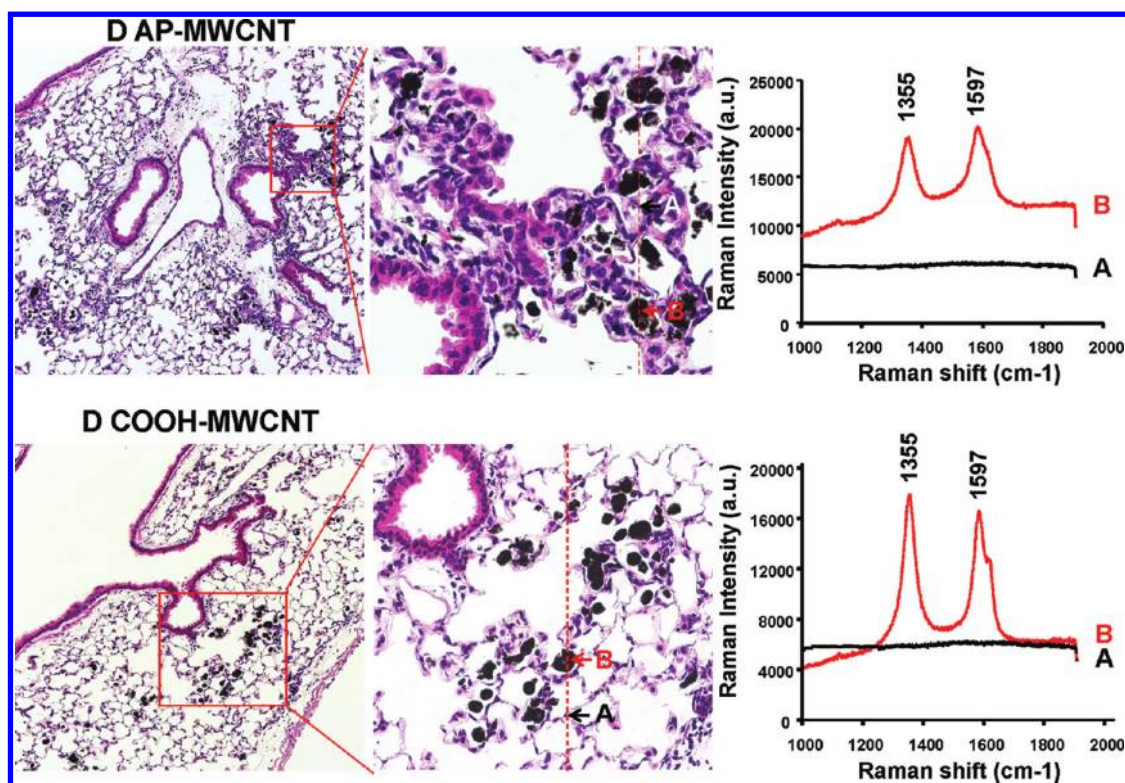 D AP-MWCNT
A
B
Raman Intensity (a.u.)
25000
20000
15000
10000
5000
0
1355
1597
B
A
1000 1200 1400 1600 1800 2000
Raman shift (cm-1)
D COOH-MWCNT
B
A
Raman Intensity (a.u.)
20000
16000
12000
8000
4000
0
1355
1597
B
A
1000 1200 1400 1600 1800 2000
Raman shift (cm-1)